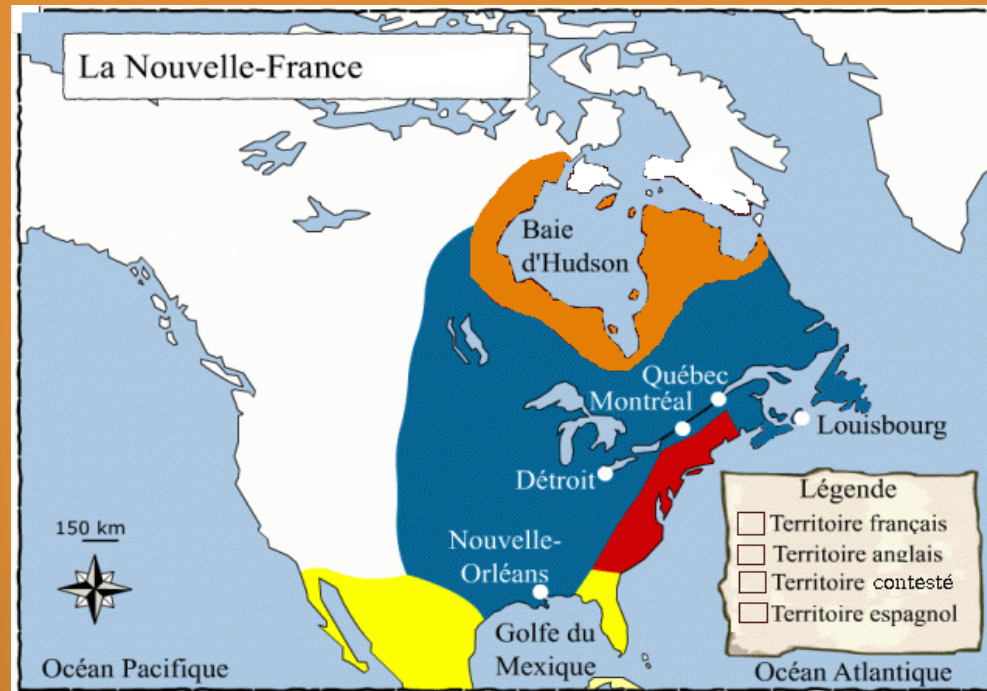 La Nouvelle-France
Baie
d'Hudson
Québec
Montréal
Louisbourg
Détroit
Légende
Territoire français
Territoire anglais
Territoire contesté
Territoire espagnol
150 km
Nouvelle-
Orléans
Golfe du
Mexique
Océan Pacifique
Océan Atlantique